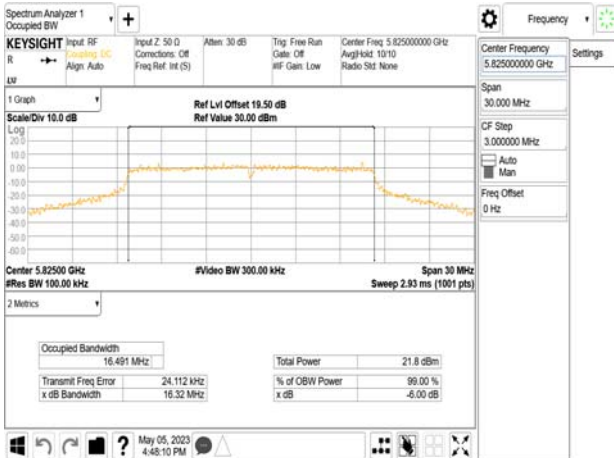 Spectrum Analyzer 1
Occupied BW
Frequency
KEYSIGHT
R
Input: RF
Coupling: DC
Align: Auto
Input Z: 50 Ω
Corrections: Off
Freq Ref: Int (S)
Atten: 30 dB
Trig: Free Run
Gate: Off
#IF Gain: Low
Center Freq: 5.825000000 GHz
Avg|Hold: 10/10
Radio Std: None
Center Frequency
5.825000000 GHz
Settings
Span
30.000 MHz
CF Step
3.000000 MHz
Auto
Man
Freq Offset
0 Hz
1 Graph
Scale/Div 10.0 dB
Ref Lvl Offset 19.50 dB
Ref Value 30.00 dBm
Log
20.0
10.0
0.00
-10.0
-20.0
-30.0
-40.0
-50.0
-60.0
Center 5.82500 GHz
#Video BW 300.00 kHz
Span 30 MHz
#Res BW 100.00 kHz
Sweep 2.93 ms (1001 pts)
2 Metrics
Occupied Bandwidth
16.491 MHz
Total Power 21.8 dBm
Transmit Freq Error 24.112 kHz
% of OBW Power 99.00 %
x dB Bandwidth 16.32 MHz
x dB -6.00 dB
?
May 05, 2023
4:48:10 PM